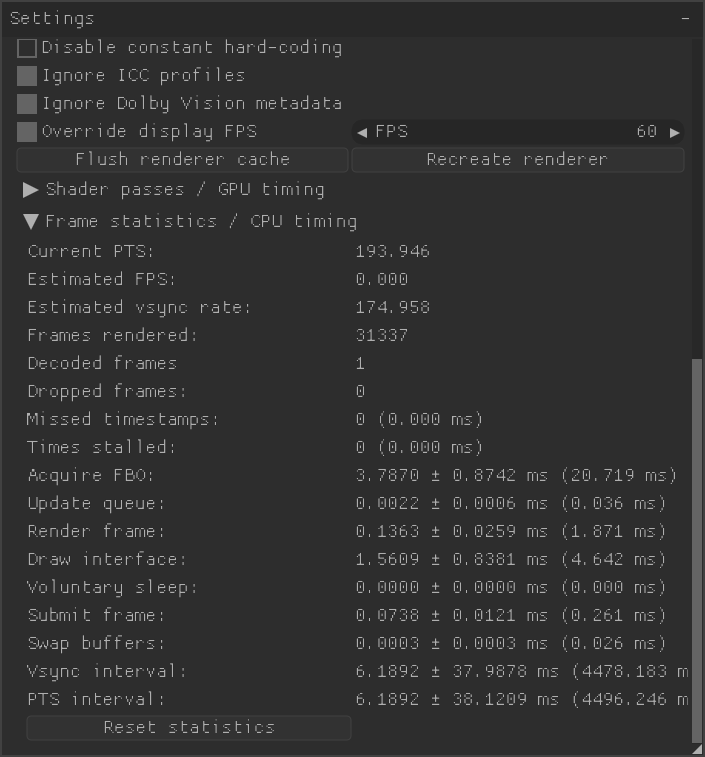 Settings -
Disable constant hard-coding
Ignore ICC profiles
Ignore Dolby Vision metadata
Override display FPS ◀ FPS 60 ▶
Flush renderer cache Recreate renderer
▶ Shader passes / GPU timing
▼ Frame statistics / CPU timing
Current PTS: 193.946
Estimated FPS: 0.000
Estimated vsync rate: 174.958
Frames rendered: 31337
Decoded frames 1
Dropped frames: 0
Missed timestamps: 0 (0.000 ms)
Times stalled: 0 (0.000 ms)
Acquire FBO: 3.7870 ± 0.8742 ms (20.719 ms)
Update queue: 0.0022 ± 0.0006 ms (0.036 ms)
Render frame: 0.1363 ± 0.0259 ms (1.871 ms)
Draw interface: 1.5609 ± 0.8381 ms (4.642 ms)
Voluntary sleep: 0.0000 ± 0.0000 ms (0.000 ms)
Submit frame: 0.0738 ± 0.0121 ms (0.261 ms)
Swap buffers: 0.0003 ± 0.0003 ms (0.026 ms)
Vsync interval: 6.1892 ± 37.9878 ms (4478.183 m
PTS interval: 6.1892 ± 38.1209 ms (4496.246 m
Reset statistics